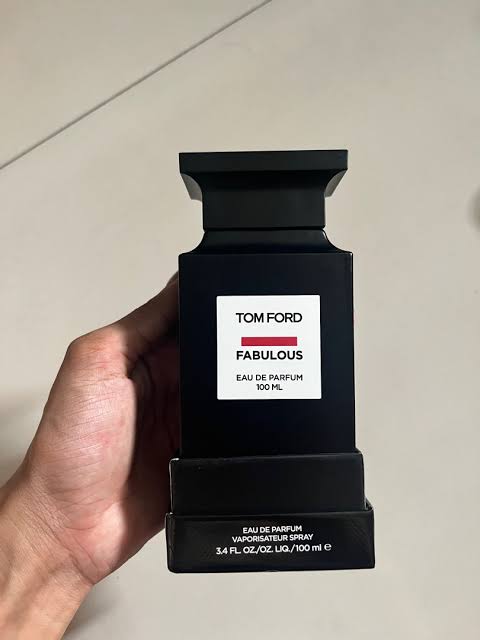 TOM FORD
FABULOUS
EAU DE PARFUM
100 ML
EAU DE PARFUM
VAPORISATEUR SPRAY
3.4 FL. OZ./OZ. LIQ./100 ml ℮